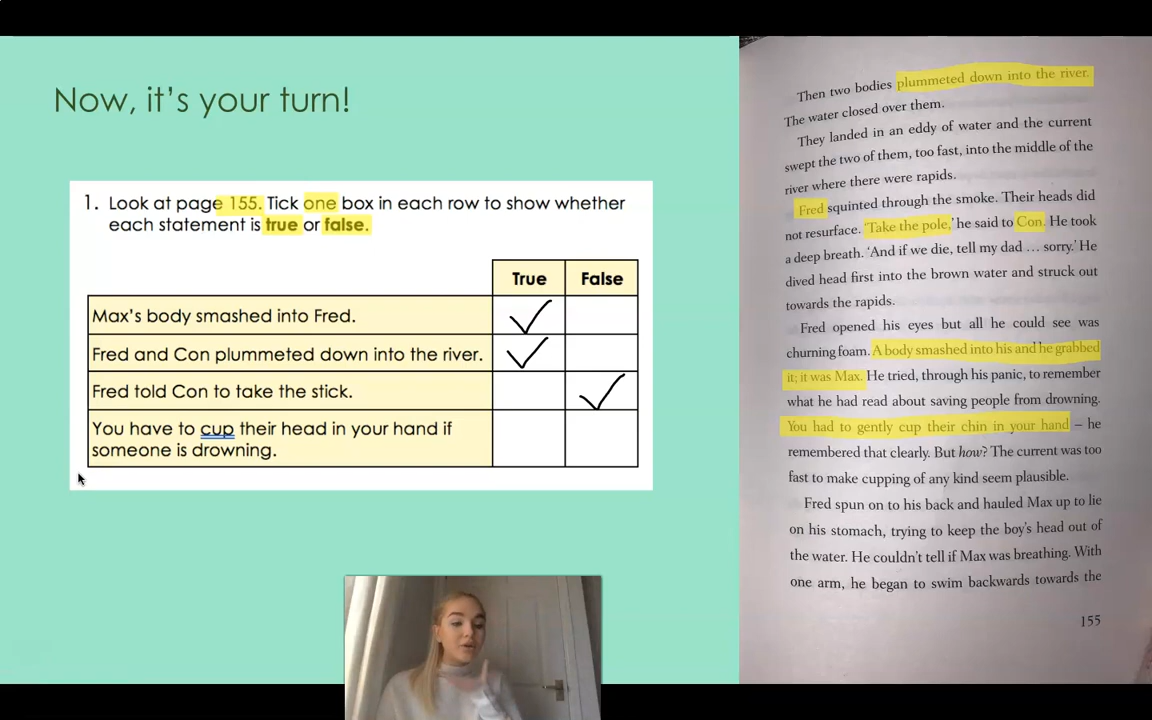 Now, it's your turn!
1. Look at page 155. Tick one box in each row to show whether
each statement is true or false.
True False
Max's body smashed into Fred.
Fred and Con plummeted down into the river.
Fred told Con to take the stick.
You have to cup their head in your hand if
someone is drowning.
Then two bodies plummeted down into the river.
The water closed over them.
They landed in an eddy of water and the current
swept the two of them, too fast, into the middle of the
river where there were rapids.
Fred squinted through the smoke. Their heads did
not resurface. 'Take the pole,' he said to Con. He took
a deep breath. 'And if we die, tell my dad … sorry.' He
dived head first into the brown water and struck out
towards the rapids.
Fred opened his eyes but all he could see was
churning foam. A body smashed into his and he grabbed
it; it was Max. He tried, through his panic, to remember
what he had read about saving people from drowning.
You had to gently cup their chin in your hand – he
remembered that clearly. But how? The current was too
fast to make cupping of any kind seem plausible.
Fred spun on to his back and hauled Max up to lie
on his stomach, trying to keep the boy's head out of
the water. He couldn't tell if Max was breathing. With
one arm, he began to swim backwards towards the
155